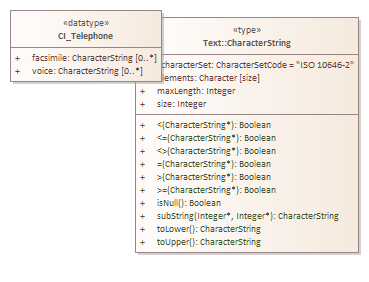 «datatype»
CI_Telephone
+ facsimile: CharacterString [0..*]
+ voice: CharacterString [0..*]
«type»
Text::CharacterString
characterSet: CharacterSetCode = "ISO 10646-2"
elements: Character [size]
+ maxLength: Integer
+ size: Integer
+ <(CharacterString*): Boolean
+ <=(CharacterString*): Boolean
+ <>(CharacterString*): Boolean
+ =(CharacterString*): Boolean
+ >(CharacterString*): Boolean
+ >=(CharacterString*): Boolean
+ isNull(): Boolean
+ subString(Integer*, Integer*): CharacterString
+ toLower(): CharacterString
+ toUpper(): CharacterString